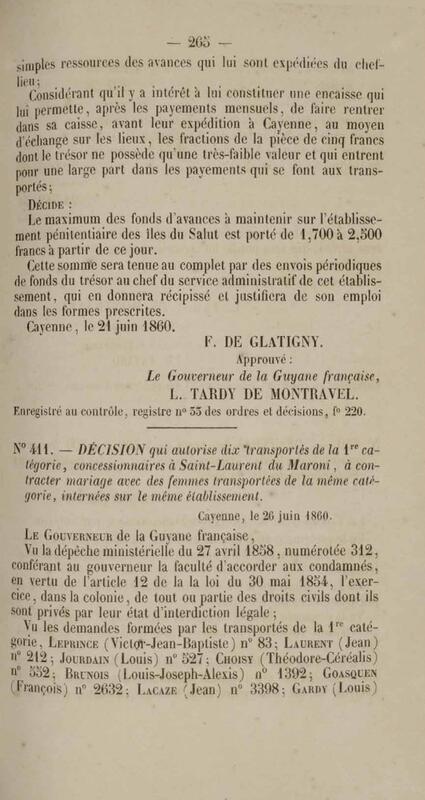 — 265 —
simples ressources des avances qui lui sont expédiées du chef-
lieu;
Considérant qu'il y a intérêt à lui constituer une encaisse qui
lui permette, après les payements mensuels, de faire rentrer
dans sa caisse, avant leur expédition à Cayenne, au moyen
d'échange sur les lieux, les fractions de la pièce de cinq francs
dont le trésor ne possède qu'une très-faible valeur et qui entrent
pour une large part dans les payements qui se font aux trans-
portés;
DÉCIDE :
Le maximum des fonds d'avances à maintenir sur l'établisse-
ment pénitentiaire des îles du Salut est porté de 1,700 à 2,500
francs à partir de ce jour.
Cette somme sera tenue au complet par des envois périodiques
de fonds du trésor au chef du service administratif de cet établis-
sement, qui en donnera récipissé et justifiera de son emploi
dans les formes prescrites.
Cayenne, le 21 juin 1860.
F. DE GLATIGNY.
Approuvé :
Le Gouverneur de la Guyane française,
L. TARDY DE MONTRAVEL.
Enregistré au contrôle, registre n° 55 des ordres et décisions, f° 220.
N° 411. — DÉCISION qui autorise dix transportés de la 1re ca-
tégorie, concessionnaires à Saint-Laurent du Maroni, à con-
tracter mariage avec des femmes transportées de la même caté-
gorie, internées sur le même établissement.
Cayenne, le 26 juin 1860.
LE GOUVERNEUR de la Guyane française,
Vu la dépêche ministérielle du 27 avril 1858, numérotée 312,
conférant au gouverneur la faculté d'accorder aux condamnés,
en vertu de l'article 12 de la la loi du 30 mai 1854, l'exer-
cice, dans la colonie, de tout ou partie des droits civils dont ils
sont privés par leur état d'interdiction légale;
Vu les demandes formées par les transportés de la 1re caté-
gorie, LEPRINCE (Victor-Jean-Baptiste) n° 83; LAURENT (Jean)
n° 212; JOURDAIN (Louis) n° 527; CHOISY (Théodore-Céréalis)
n° 552; BRUNOIS (Louis-Joseph-Alexis) n° 1392; GOASQUEN
(François) n° 2632; LACAZE (Jean) n° 3398; GARDY (Louis)